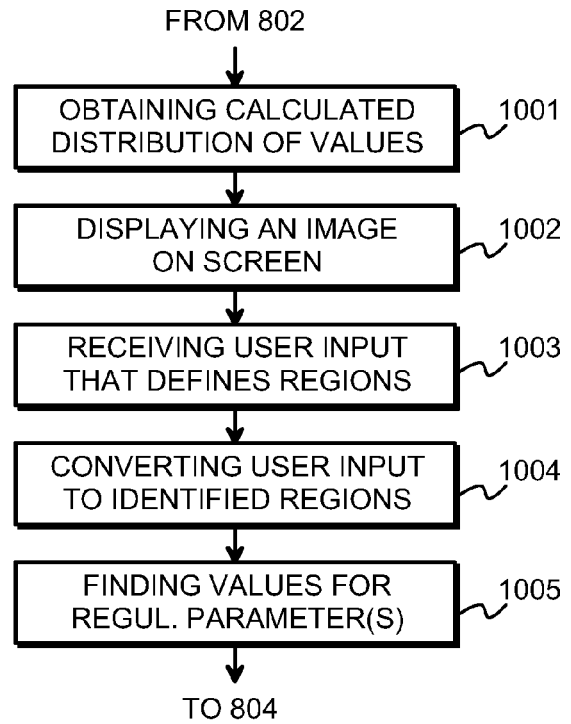 FROM 802
OBTAINING CALCULATED
DISTRIBUTION OF VALUES
1001
DISPLAYING AN IMAGE
ON SCREEN
1002
RECEIVING USER INPUT
THAT DEFINES REGIONS
1003
CONVERTING USER INPUT
TO IDENTIFIED REGIONS
1004
FINDING VALUES FOR
REGUL. PARAMETER(S)
1005
TO 804